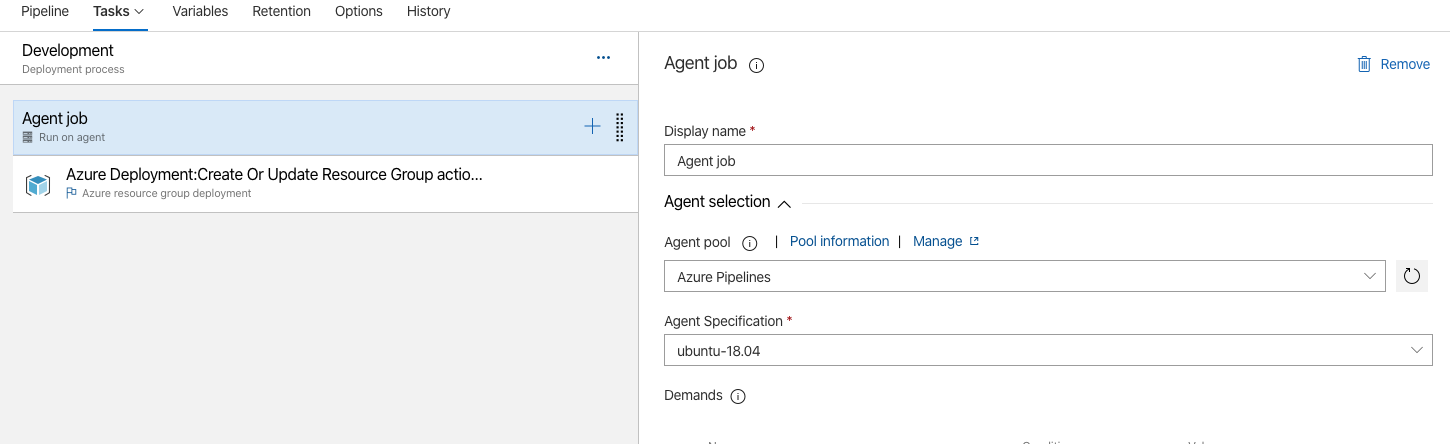 Pipeline Tasks Variables Retention Options History
Development
Deployment process
Agent job
Run on agent
Azure Deployment:Create Or Update Resource Group actio...
Azure resource group deployment
Agent job
Remove
Display name *
Agent job
Agent selection
Agent pool | Pool information | Manage
Azure Pipelines
Agent Specification *
ubuntu-18.04
Demands